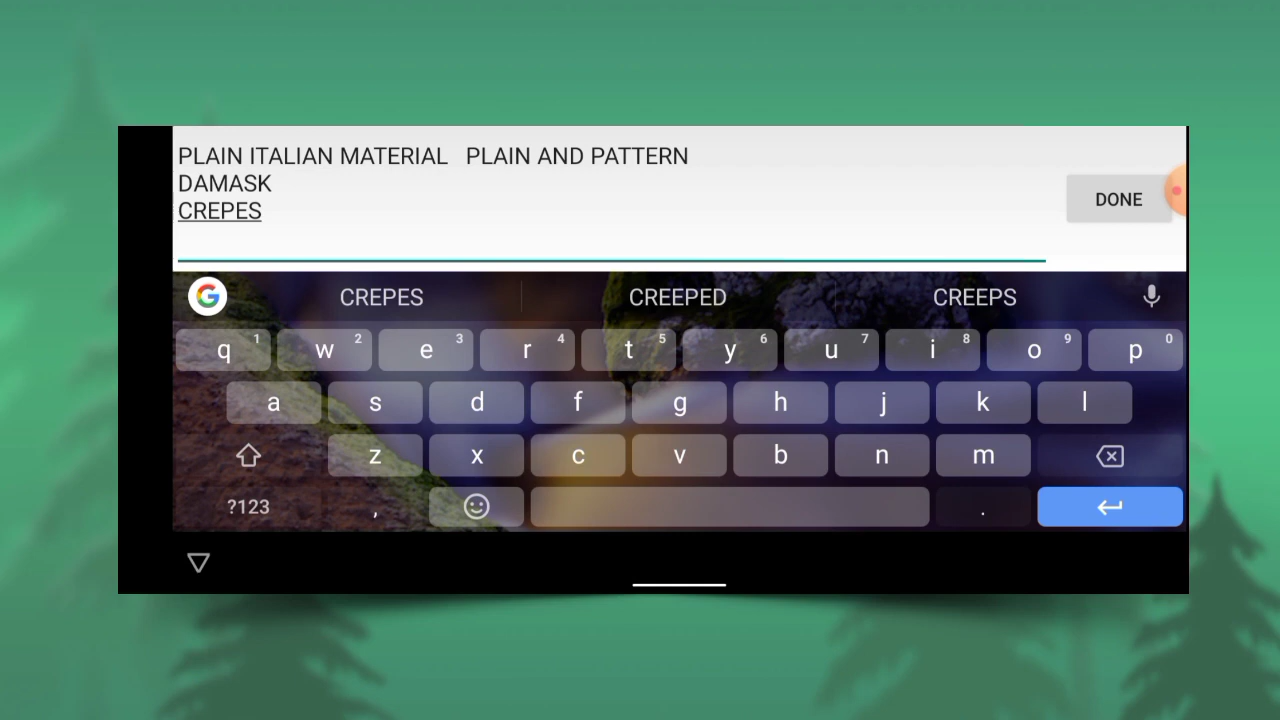 PLAIN ITALIAN MATERIAL   PLAIN AND PATTERN
DAMASK
CREPES
DONE
CREPES CREEPED CREEPS
q 1 w 2 e 3 r 4 t 5 y 6 u 7 i 8 o 9 p 0
a s d f g h j k l
z x c v b n m
?123 , .